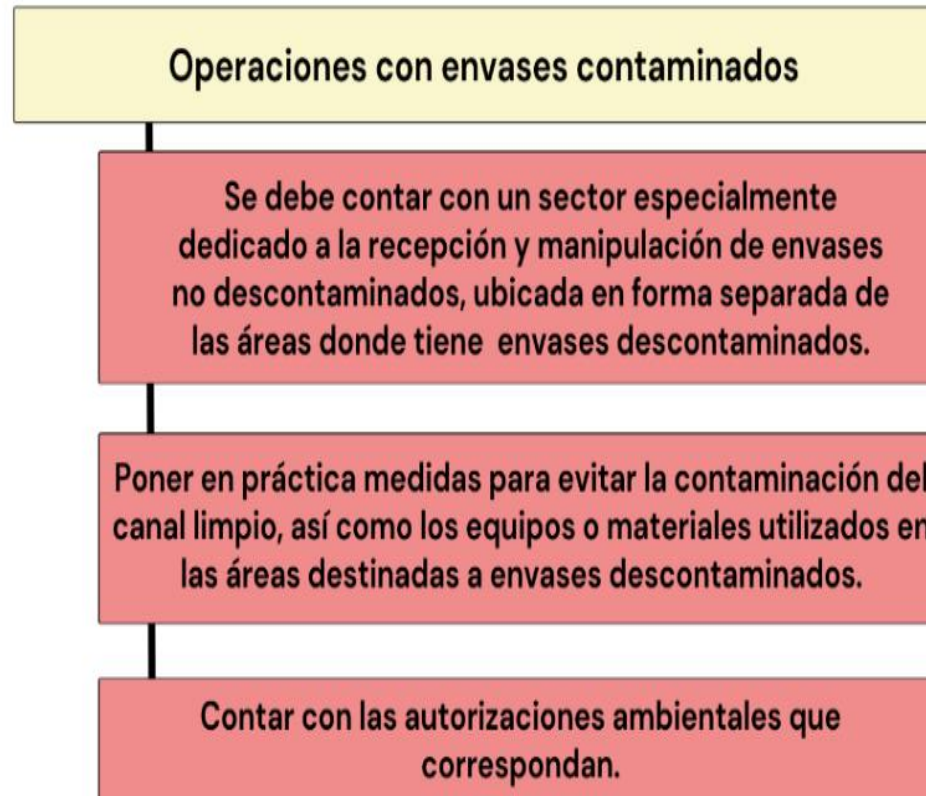 Operaciones con envases contaminados
Se debe contar con un sector especialmente
dedicado a la recepción y manipulación de envases
no descontaminados, ubicada en forma separada de
las áreas donde tiene envases descontaminados.
Poner en práctica medidas para evitar la contaminación del
canal limpio, así como los equipos o materiales utilizados en
las áreas destinadas a envases descontaminados.
Contar con las autorizaciones ambientales que
correspondan.